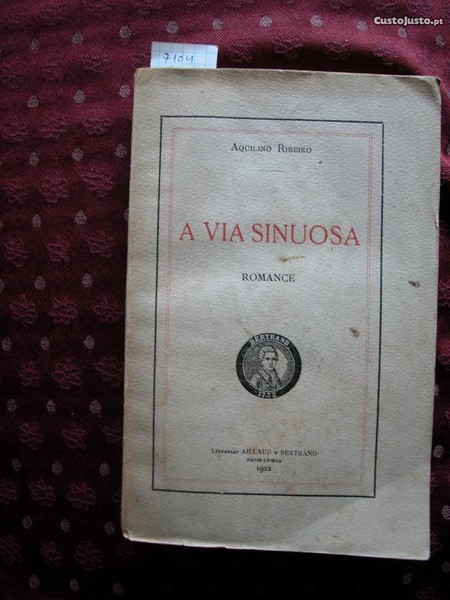 CustoJusto.pt
7104
AQUILINO RIBEIRO
A VIA SINUOSA
ROMANCE
BERTRAND
1732
LIVRARIAS AILLAUD E BERTRAND
PARIS-LISBOA
1922